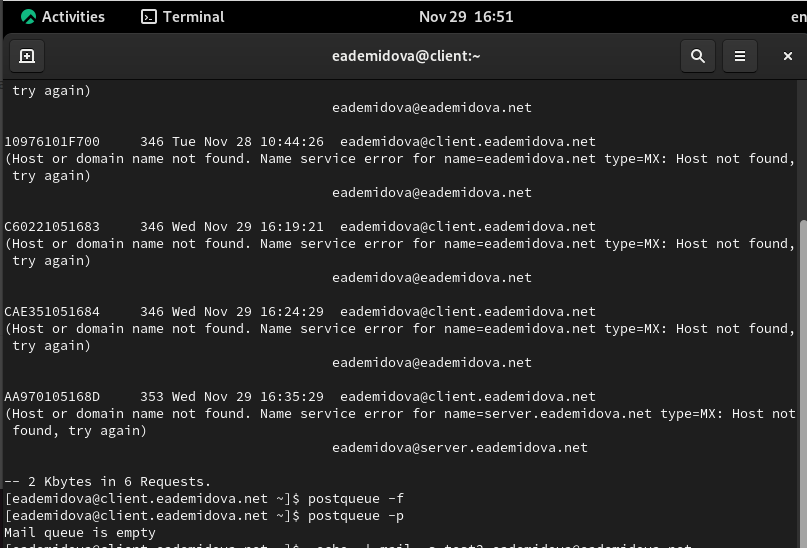 Activities Terminal Nov 29 16:51 en
eademidova@client:~
try again)
eademidova@eademidova.net
10976101F700 346 Tue Nov 28 10:44:26 eademidova@client.eademidova.net
(Host or domain name not found. Name service error for name=eademidova.net type=MX: Host not found,
try again)
eademidova@eademidova.net
C60221051683 346 Wed Nov 29 16:19:21 eademidova@client.eademidova.net
(Host or domain name not found. Name service error for name=eademidova.net type=MX: Host not found,
try again)
eademidova@eademidova.net
CAE351051684 346 Wed Nov 29 16:24:29 eademidova@client.eademidova.net
(Host or domain name not found. Name service error for name=eademidova.net type=MX: Host not found,
try again)
eademidova@eademidova.net
AA970105168D 353 Wed Nov 29 16:35:29 eademidova@client.eademidova.net
(Host or domain name not found. Name service error for name=server.eademidova.net type=MX: Host not
found, try again)
eademidova@server.eademidova.net
-- 2 Kbytes in 6 Requests.
[eademidova@client.eademidova.net ~]$ postqueue -f
[eademidova@client.eademidova.net ~]$ postqueue -p
Mail queue is empty
[eademidova@client.eademidova.net ~]$